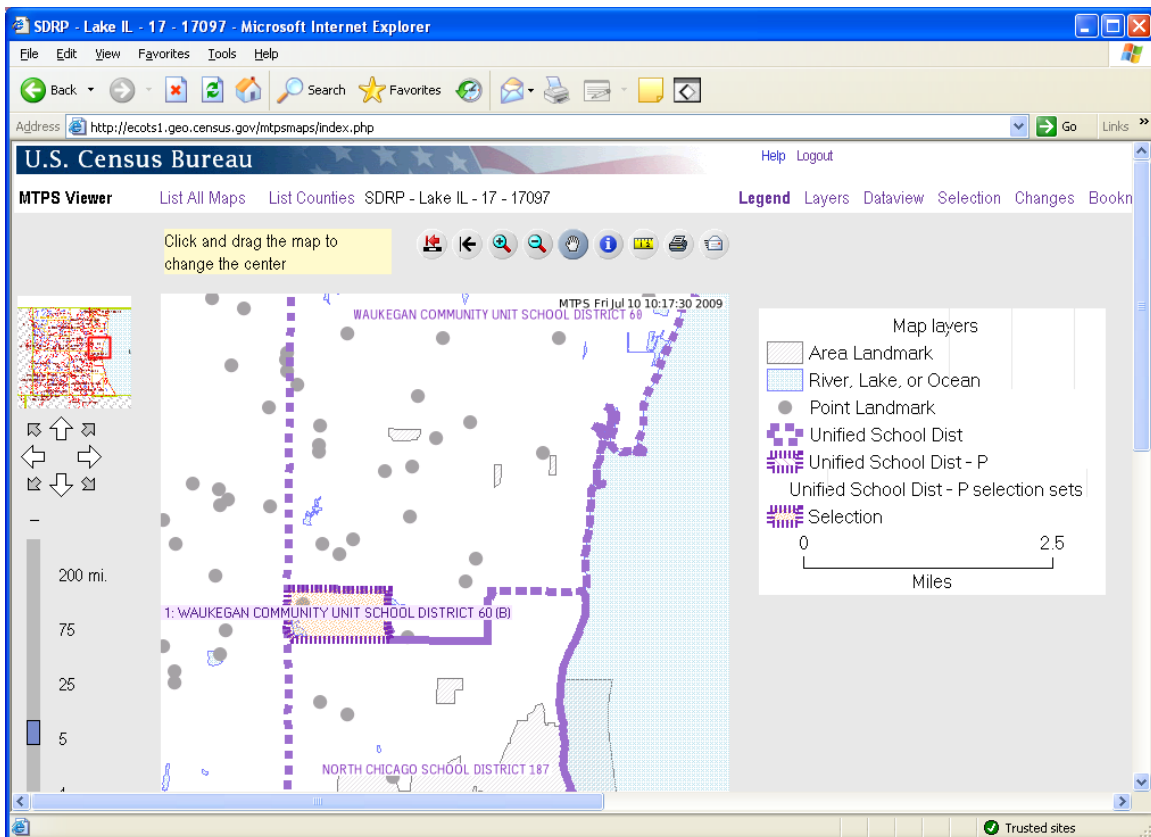 SDRP - Lake IL - 17 - 17097 - Microsoft Internet Explorer
File Edit View Favorites Tools Help
Back Search Favorites
Address http://ecots1.geo.census.gov/mtpsmaps/index.php Go Links »
U.S. Census Bureau Help Logout
MTPS Viewer List All Maps List Counties SDRP - Lake IL - 17 - 17097 Legend Layers Dataview Selection Changes Bookn
Click and drag the map to
change the center
MTPS Fri Jul 10 10:17:30 2009
WAUKEGAN COMMUNITY UNIT SCHOOL DISTRICT 60
1: WAUKEGAN COMMUNITY UNIT SCHOOL DISTRICT 60 (B)
NORTH CHICAGO SCHOOL DISTRICT 187
200 mi.
75
25
5
Map layers
Area Landmark
River, Lake, or Ocean
Point Landmark
Unified School Dist
Unified School Dist - P
Unified School Dist - P selection sets
Selection
0 2.5
Miles
Trusted sites